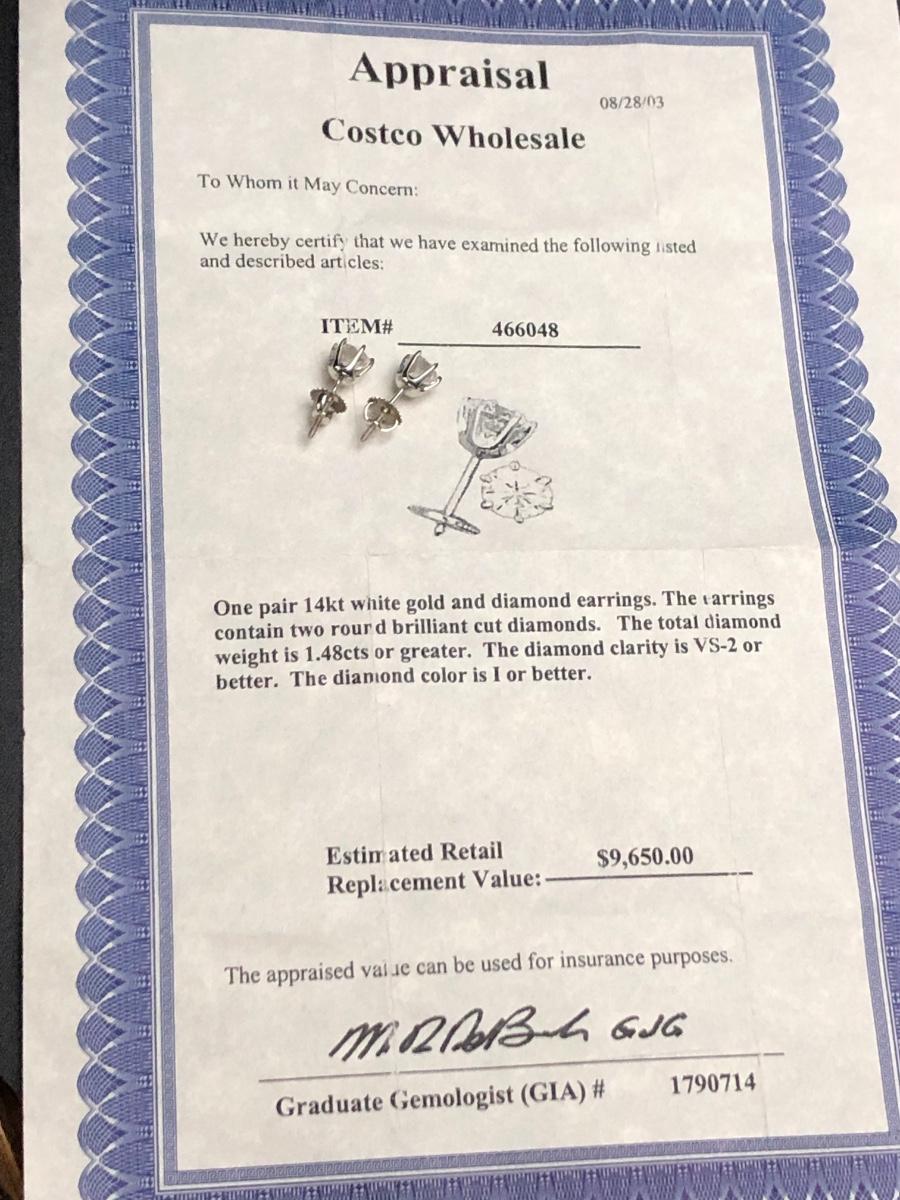 Appraisal
08/28/03
Costco Wholesale
To Whom it May Concern:
We hereby certify that we have examined the following listed
and described articles:
ITEM# 466048
One pair 14kt white gold and diamond earrings. The earrings
contain two round brilliant cut diamonds. The total diamond
weight is 1.48cts or greater. The diamond clarity is VS-2 or
better. The diamond color is I or better.
Estimated Retail
Replacement Value: $9,650.00
The appraised value can be used for insurance purposes.
Graduate Gemologist (GIA) # 1790714